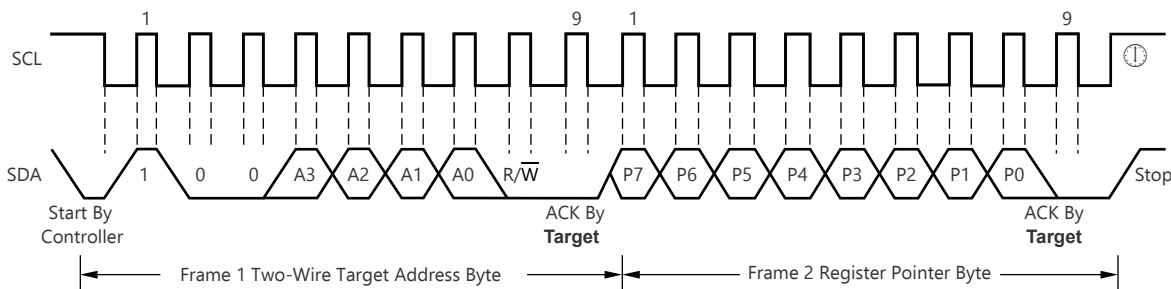 1 9 1 9
SCL
SDA 1 0 0 A3 A2 A1 A0 R/W̅ P7 P6 P5 P4 P3 P2 P1 P0 Stop
Start By ACK By ACK By
Controller Target Target
Frame 1 Two-Wire Target Address Byte Frame 2 Register Pointer Byte